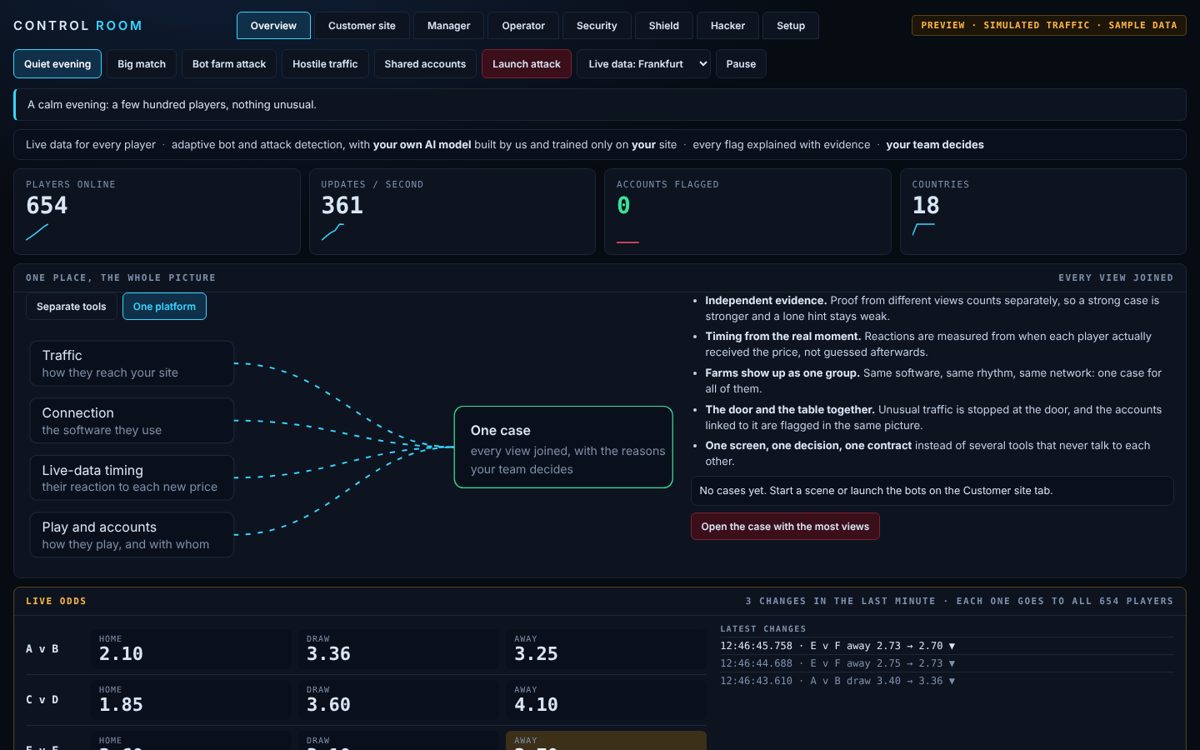 CONTROL ROOM
Overview
Customer site
Manager
Operator
Security
Shield
Hacker
Setup
PREVIEW · SIMULATED TRAFFIC · SAMPLE DATA
Quiet evening
Big match
Bot farm attack
Hostile traffic
Shared accounts
Launch attack
Live data: Frankfurt
Pause
A calm evening: a few hundred players, nothing unusual.
Live data for every player · adaptive bot and attack detection, with your own AI model built by us and trained only on your site · every flag explained with evidence · your team decides
PLAYERS ONLINE
654
UPDATES / SECOND
361
ACCOUNTS FLAGGED
0
COUNTRIES
18
ONE PLACE, THE WHOLE PICTURE
EVERY VIEW JOINED
Separate tools
One platform
Traffic
how they reach your site
Connection
the software they use
Live-data timing
their reaction to each new price
Play and accounts
how they play, and with whom
One case
every view joined, with the reasons
your team decides
• Independent evidence. Proof from different views counts separately, so a strong case is
stronger and a lone hint stays weak.
• Timing from the real moment. Reactions are measured from when each player actually
received the price, not guessed afterwards.
• Farms show up as one group. Same software, same rhythm, same network: one case for
all of them.
• The door and the table together. Unusual traffic is stopped at the door, and the accounts
linked to it are flagged in the same picture.
• One screen, one decision, one contract instead of several tools that never talk to each
other.
No cases yet. Start a scene or launch the bots on the Customer site tab.
Open the case with the most views
LIVE ODDS
3 CHANGES IN THE LAST MINUTE · EACH ONE GOES TO ALL 654 PLAYERS
A v B
HOME
2.10
DRAW
3.36
AWAY
3.25
C v D
1.85
3.60
4.10
HOME
DRAW
AWAY
LATEST CHANGES
12:46:45.758 · E v F away 2.73 → 2.70 ▼
12:46:44.688 · E v F away 2.75 → 2.73 ▼
12:46:43.610 · A v B draw 3.40 → 3.36 ▼